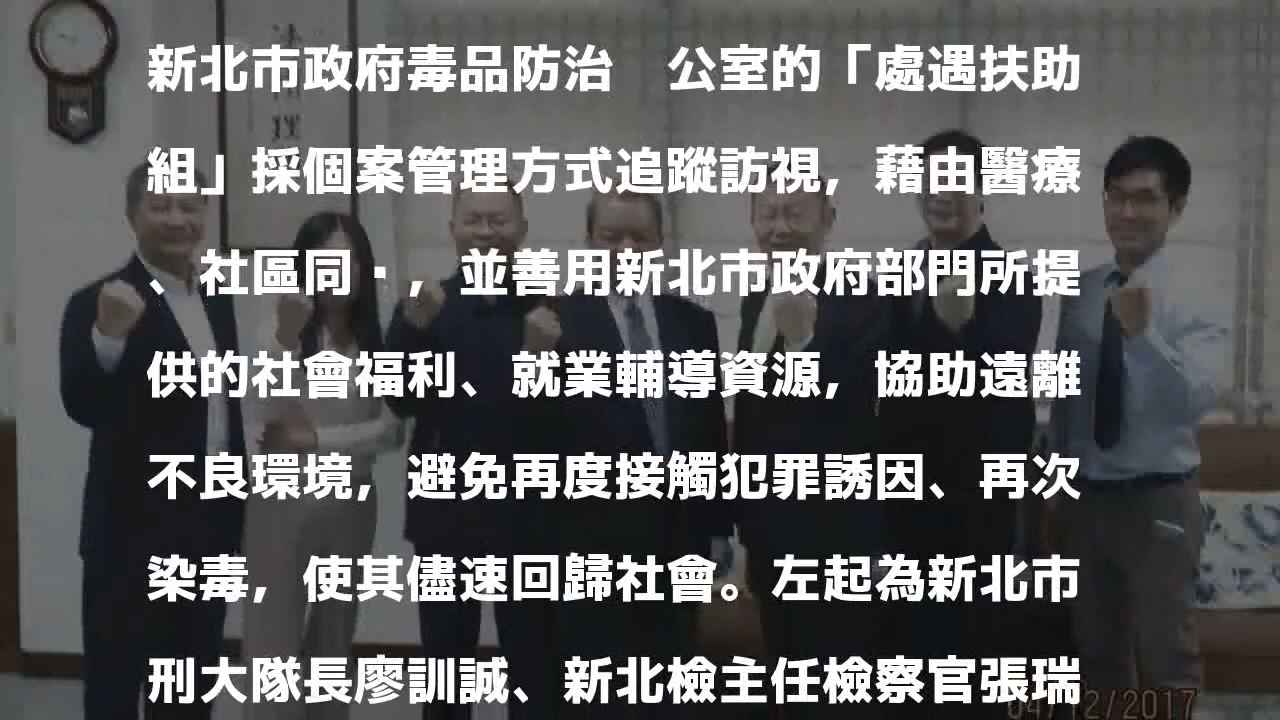 新北市政府毒品防治　公室的「處遇扶助
組」採個案管理方式追蹤訪視，藉由醫療
、社區同·，並善用新北市政府部門所提
供的社會福利、就業輔導資源，協助遠離
不良環境，避免再度接觸犯罪誘因、再次
染毒，使其儘速回歸社會。左起為新北市
刑大隊長廖訓誠、新北檢主任檢察官張瑞
04/12/2017